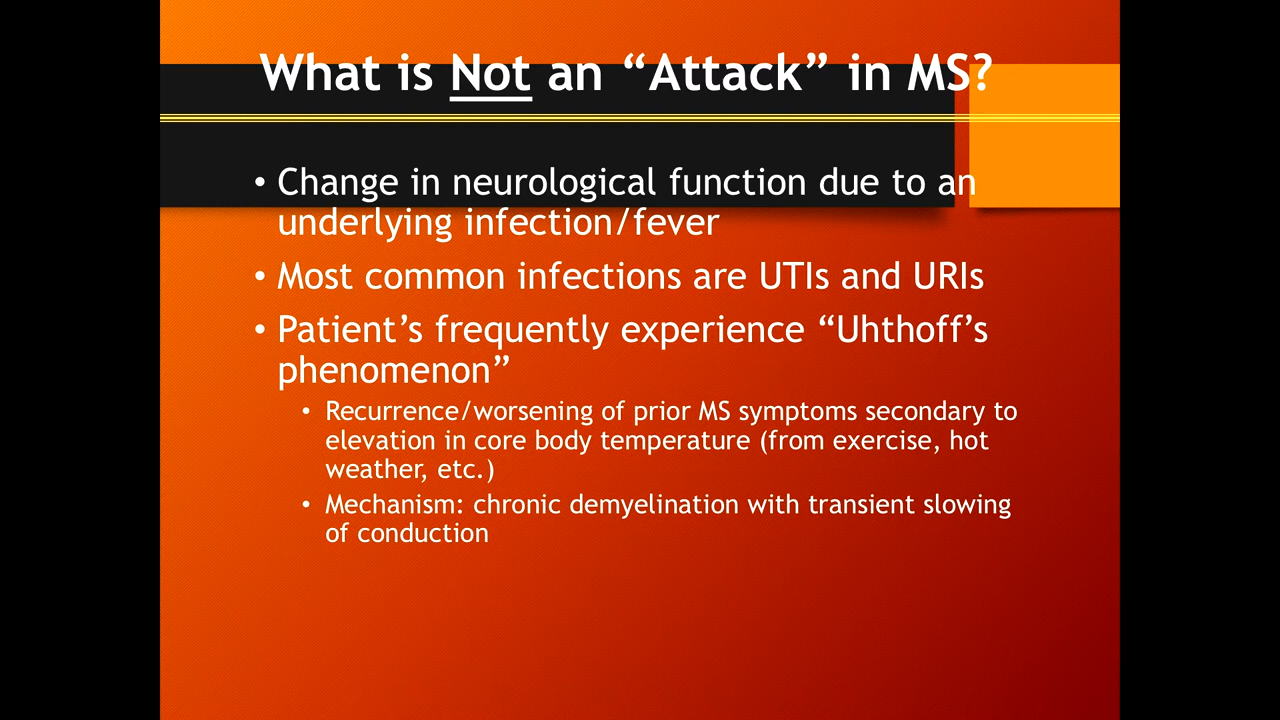 What is Not an “Attack” in MS?
• Change in neurological function due to an
underlying infection/fever
• Most common infections are UTIs and URIs
• Patient’s frequently experience “Uhthoff’s
phenomenon”
• Recurrence/worsening of prior MS symptoms secondary to
elevation in core body temperature (from exercise, hot
weather, etc.)
• Mechanism: chronic demyelination with transient slowing
of conduction